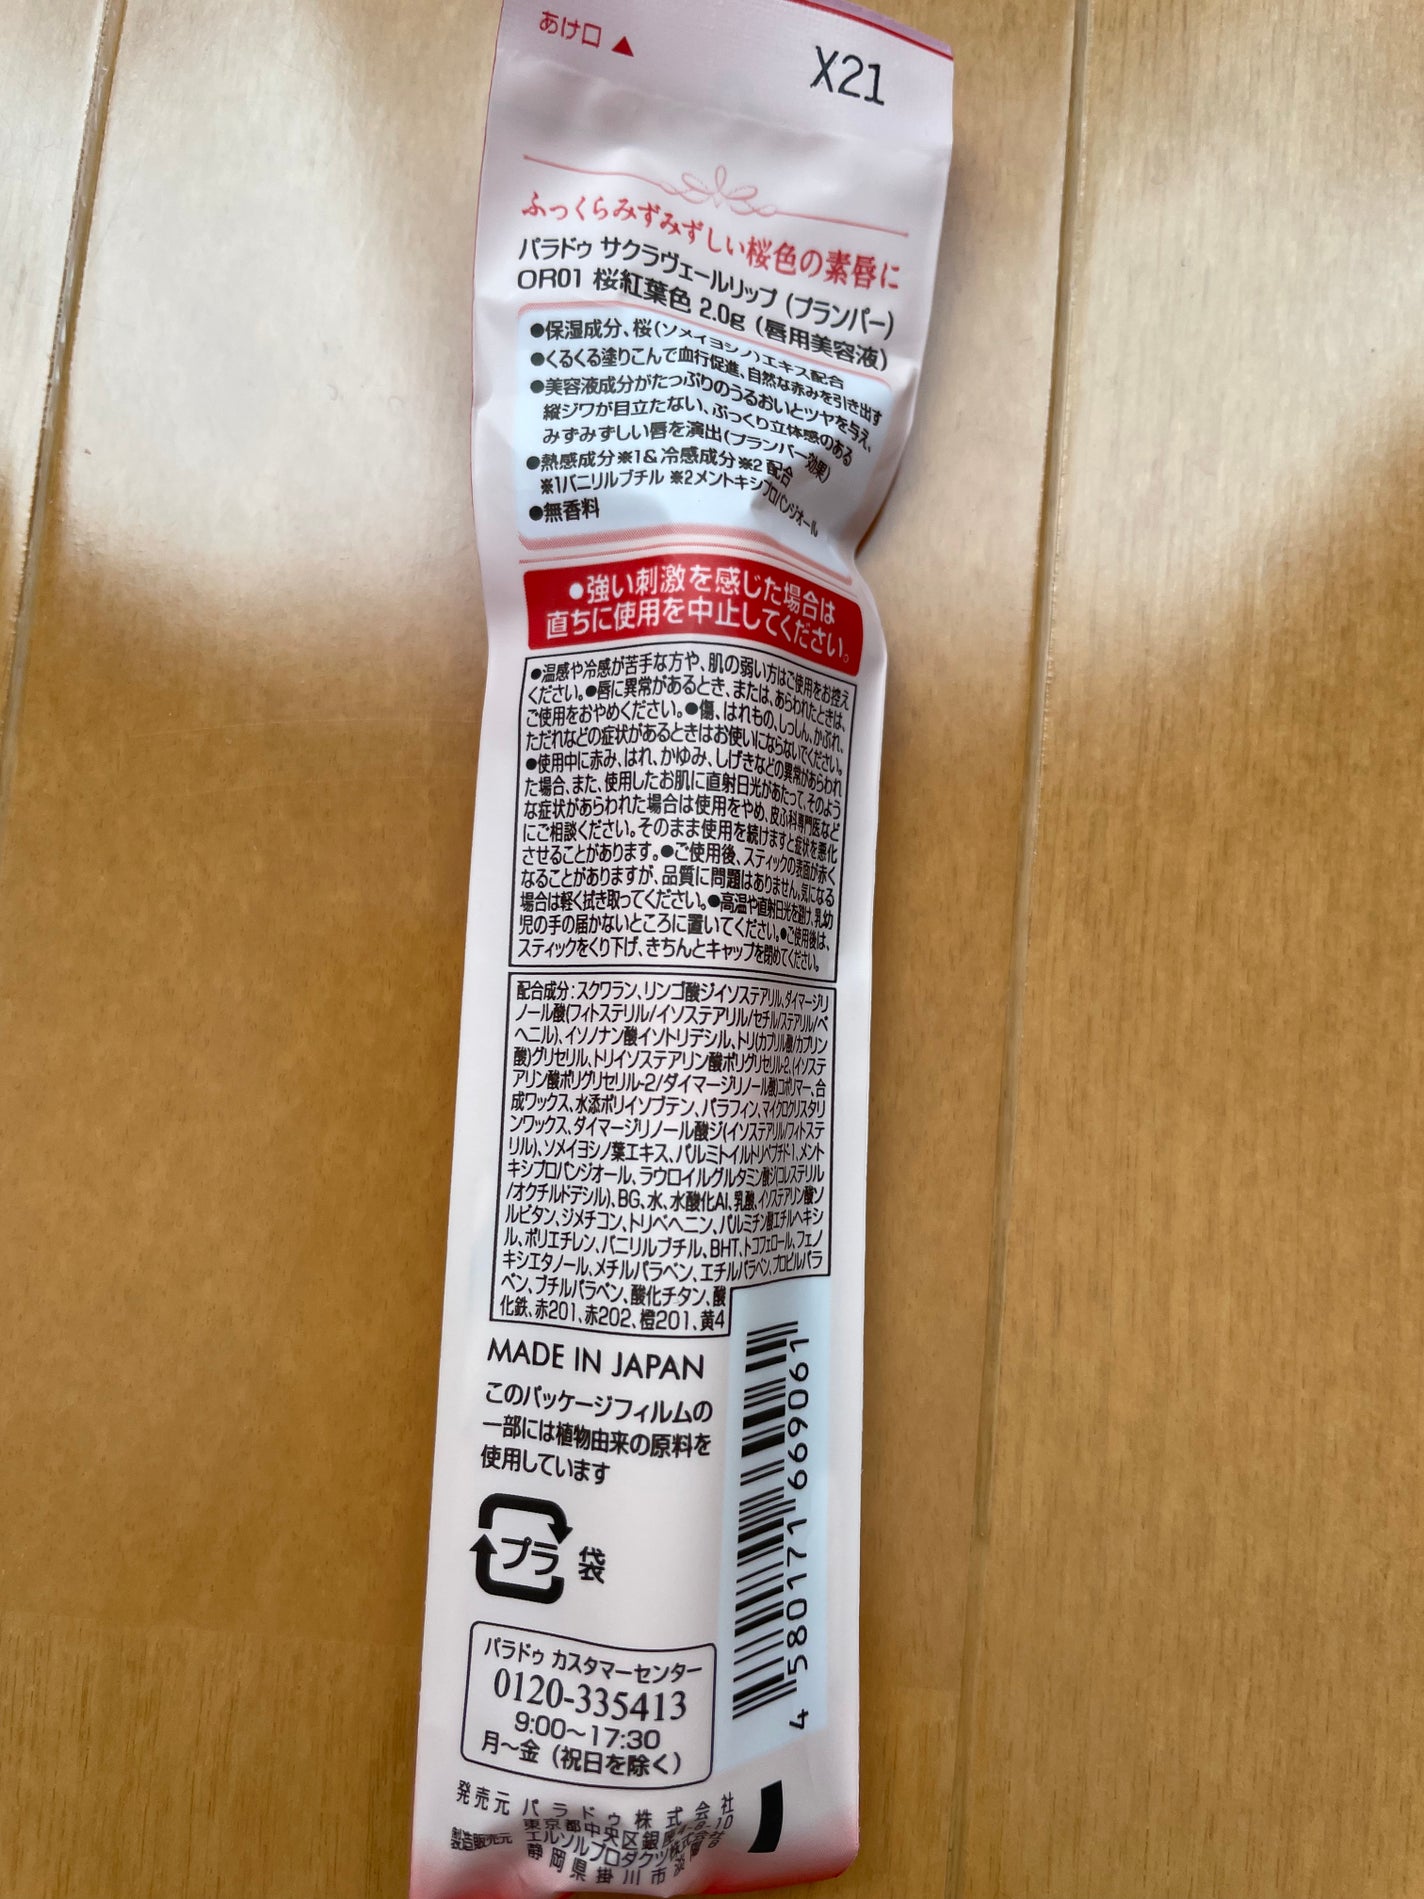 あけ口▲
X21
ふっくらみずみずしい桜色の素唇に
パラドゥ サクラヴェールリップ（プランパー）
OR01 桜紅葉色 2.0g（唇用美容液）
●保湿成分、桜（ソメイヨシノ）エキス配合
●くるくる塗りこんで血行促進、自然な赤みを引き出す
●美容液成分がたっぷりのうるおいとツヤを与え、
縦ジワが目立たない、ぷっくり立体感のある
みずみずしい唇を演出（プランパー効果）
●熱感成分※1&冷感成分※2配合
※1バニリルブチル ※2メントキシプロパンジオール
●無香料
●強い刺激を感じた場合は
直ちに使用を中止してください。
●温感や冷感が苦手な方や、肌の弱い方はご使用をお控え
ください。●唇に異常があるとき、または、あらわれたときは、
ご使用をおやめください。●傷、はれもの、しっしん、かぶれ、
ただれなどの症状があるときはお使いにならないでください。
●使用中に赤み、はれ、かゆみ、しげきなどの異常があらわれ
た場合、また、使用したお肌に直射日光があたって、そのよう
な症状があらわれた場合は使用をやめ、皮ふ科専門医など
にご相談ください。そのまま使用を続けますと症状を悪化
させることがあります。●ご使用後、スティックの表面が赤く
なることがありますが、品質に問題はありません。気になる
場合は軽く拭き取ってください。●高温や直射日光を避け、乳幼
児の手の届かないところに置いてください。●ご使用後は、
スティックをくり下げ、きちんとキャップを閉めてください。
配合成分：スクワラン、リンゴ酸ジイソステアリル、ダイマージリ
ノール酸(フィトステリル/イソステアリル/セチル/ステアリル/ベ
ヘニル)、イソノナン酸イソトリデシル、トリ(カプリル酸/カプリン
酸)グリセリル、トリイソステアリン酸ポリグリセリル-2、(イソステ
アリン酸ポリグリセリル-2/ダイマージリノール酸)コポリマー、合
成ワックス、水添ポリイソブテン、パラフィン、マイクロクリスタリ
ンワックス、ダイマージリノール酸ジ(イソステアリル/フィトステ
リル)、ソメイヨシノ葉エキス、パルミトイルトリペプチド-1、メント
キシプロパンジオール、ラウロイルグルタミン酸ジ(コレステリル
/オクチルドデシル)、BG、水、水酸化Al、乳酸、イソステアリン酸ソ
ルビタン、ジメチコン、トリベヘニン、パルミチン酸エチルヘキシ
ル、ポリエチレン、バニリルブチル、BHT、トコフェロール、フェノ
キシエタノール、メチルパラベン、エチルパラベン、プロピルパラ
ベン、ブチルパラベン、酸化チタン、酸
化鉄、赤201、赤202、橙201、黄4
MADE IN JAPAN
このパッケージフィルムの
一部には植物由来の原料を
使用しています
プラ 袋
4 580171 669061
パラドゥ カスタマーセンター
0120-335413
9:00～17:30
月～金（祝日を除く）
発売元 パラドゥ株式会社
東京都中央区銀座
製造販売元 エルソルプロダクツ株式会社
静岡県掛川市